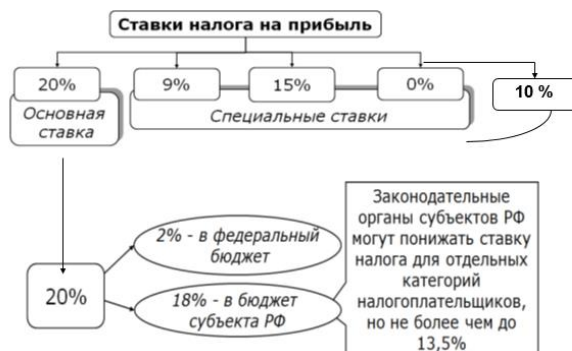 Ставки налога на прибыль
20%
9%
15%
0%
10 %
Основная
ставка
Специальные ставки
2% - в федеральный
бюджет
20%
18% - в бюджет
субъекта РФ
Законодательные
органы субъектов РФ
могут понижать ставку
налога для отдельных
категорий
налогоплательщиков,
но не более чем до
13,5%